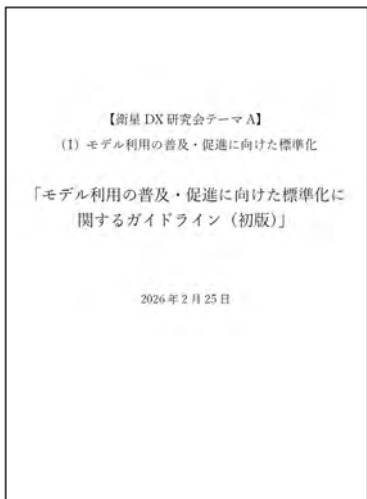 【衛星 DX 研究会テーマ A】
(1) モデル利用の普及・促進に向けた標準化
「モデル利用の普及・促進に向けた標準化に
関するガイドライン（初版）」
2026 年 2 月 25 日